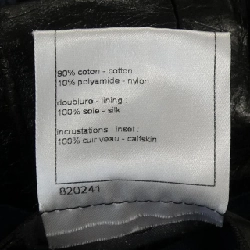 90% coton - cotton
10% polyamide - nylon
doublure - lining
100% soie - silk
incrustations - inset
100% cuir veau - calfskin
820241